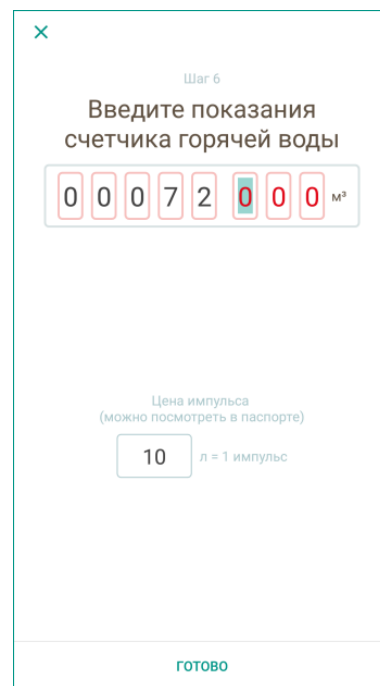 Шаг 6
Введите показания
счетчика горячей воды
0 0 0 7 2 0 0 0 м³
Цена импульса
(можно посмотреть в паспорте)
10 л = 1 импульс
ГОТОВО